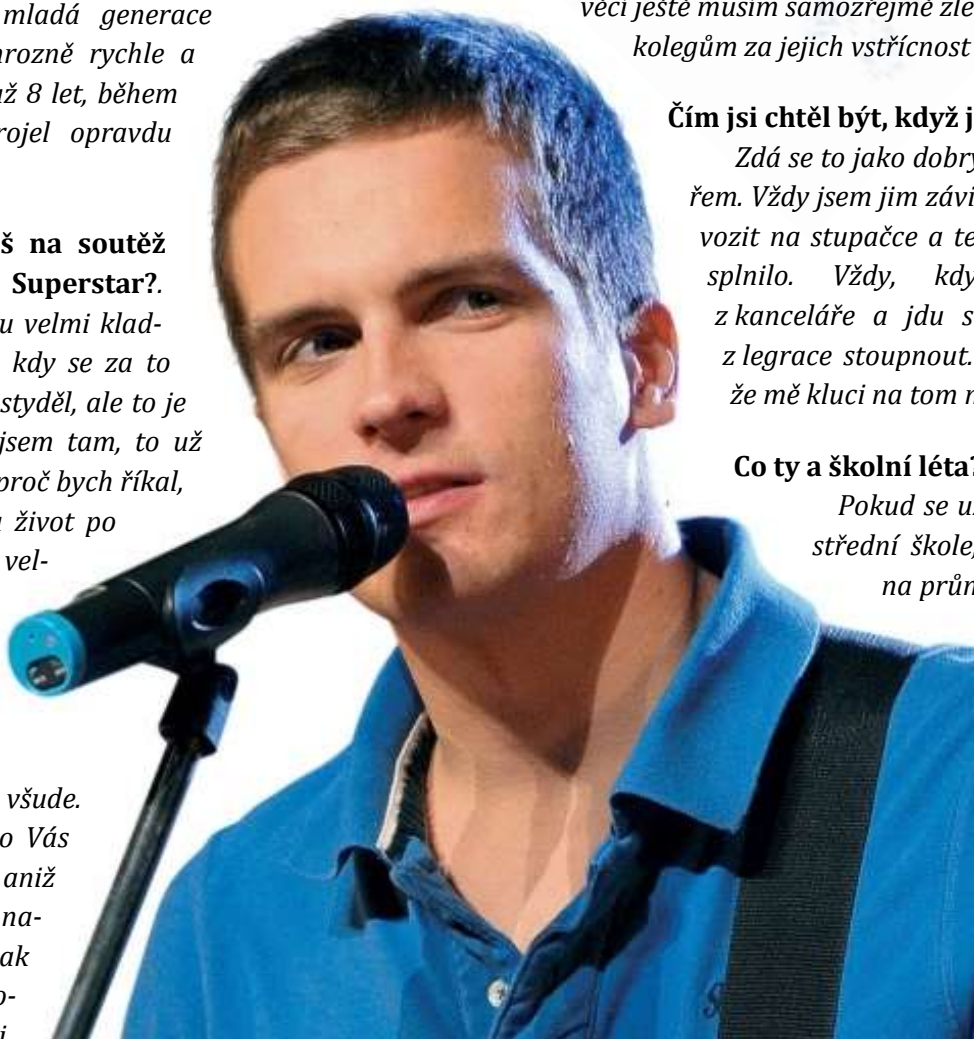 mladá generace
hrozně rychle a
už 8 let, během
rojel opravdu
š na soutěž
Superstar?.
u velmi klad-
kdy se za to
styděl, ale to je
jsem tam, to už
proč bych říkal,
život po
vel-
všude.
o Vás
aniž
na-
ak
o-
i
věcí ještě musím samozřejmě zle
kolegům za jejich vstřícnost
Čím jsi chtěl být, když j
Zdá se to jako dobrý
řem. Vždy jsem jim závi
vozit na stupačce a te
splnilo. Vždy, kdy
z kanceláře a jdu s
z legrace stoupnout.
že mě kluci na tom
Co ty a školní léta?
Pokud se u
střední škole,
na prům